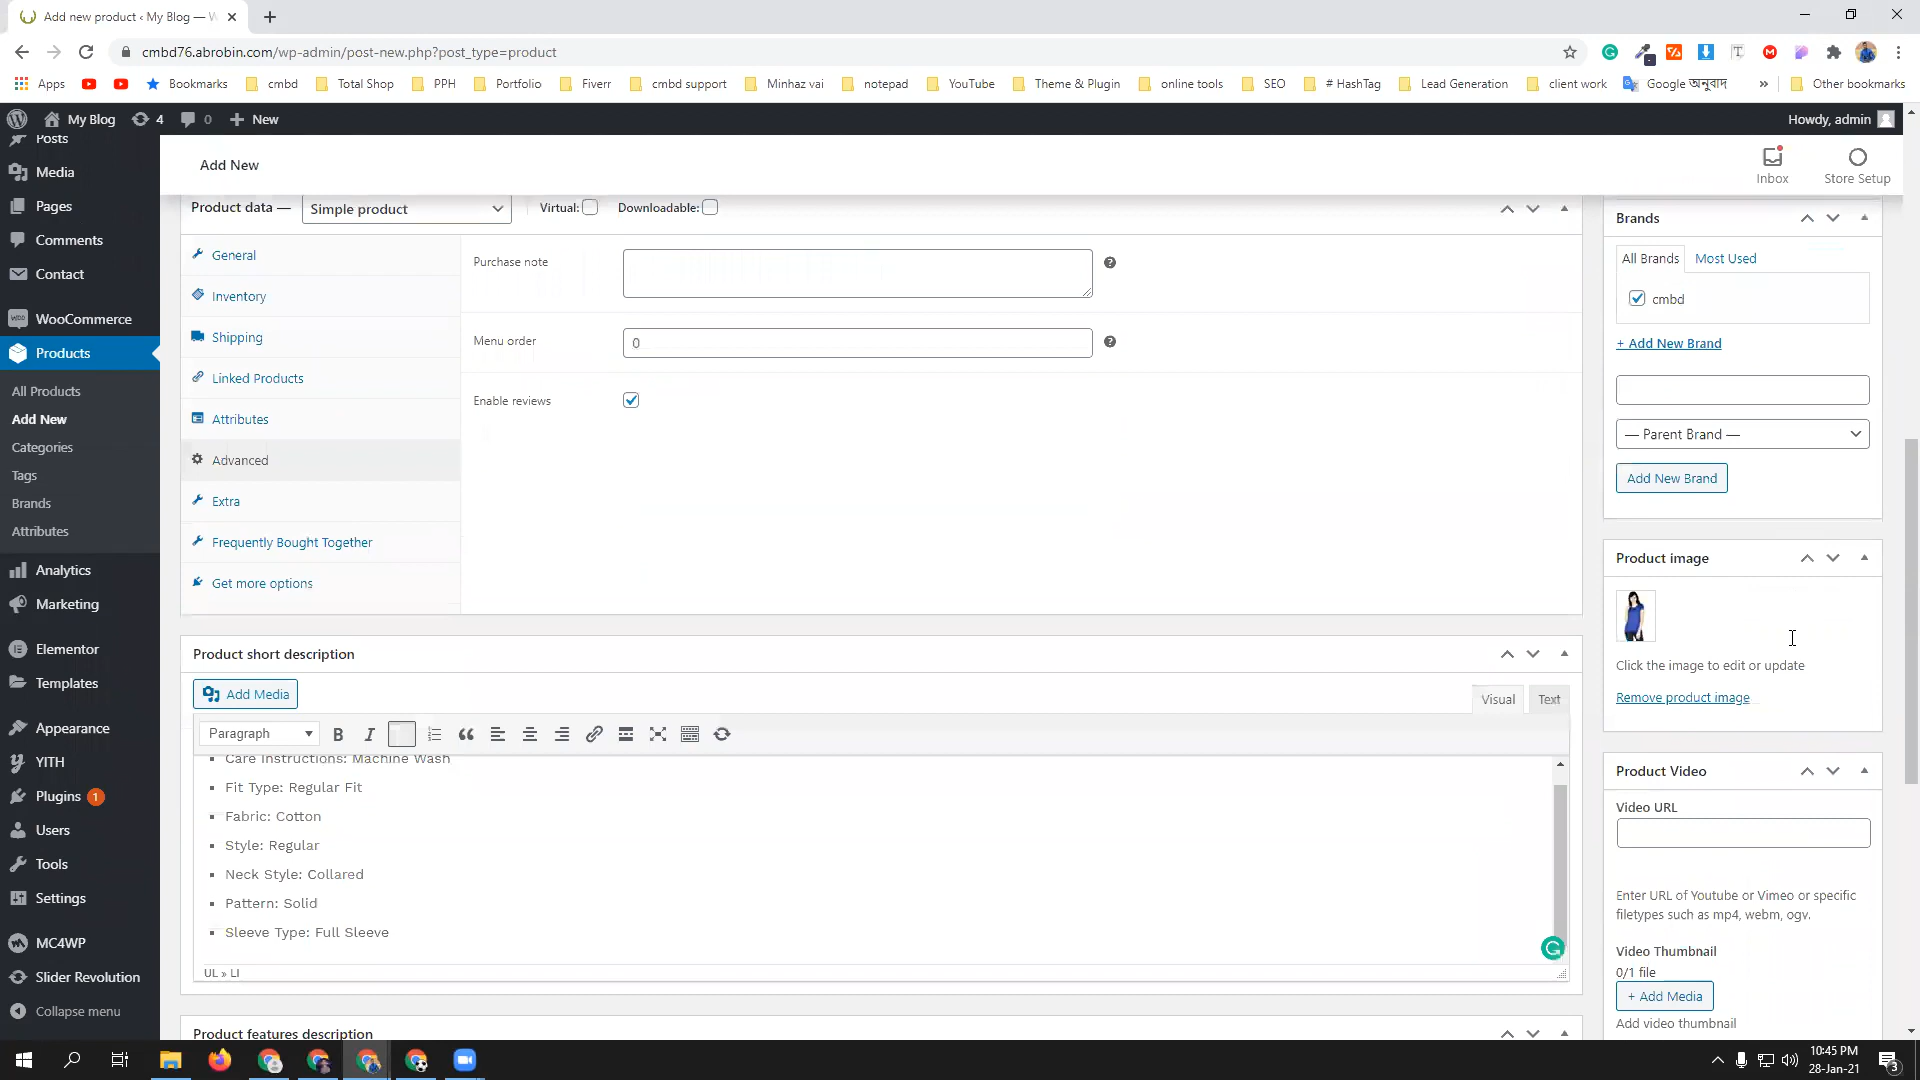 Add new product ‹ My Blog — W
cmbd76.abrobin.com/wp-admin/post-new.php?post_type=product
Apps
Bookmarks
cmbd
Total Shop
PPH
Portfolio
Fiverr
cmbd support
Minhaz vai
notepad
YouTube
Theme & Plugin
online tools
SEO
# HashTag
Lead Generation
client work
Google অনুবাদ
»
Other bookmarks
My Blog
4
0
New
Howdy, admin
Posts
Media
Pages
Comments
Contact
WooCommerce
Products
All Products
Add New
Categories
Tags
Brands
Attributes
Analytics
Marketing
Elementor
Templates
Appearance
YITH
Plugins 1
Users
Tools
Settings
MC4WP
Slider Revolution
Collapse menu
Add New
Inbox
Store Setup
Product data —
Simple product
Virtual:
Downloadable:
General
Inventory
Shipping
Linked Products
Attributes
Advanced
Extra
Frequently Bought Together
Get more options
Purchase note
Menu order
0
Enable reviews
Product short description
Add Media
Visual
Text
Paragraph
Care Instructions: Machine Wash
Fit Type: Regular Fit
Fabric: Cotton
Style: Regular
Neck Style: Collared
Pattern: Solid
Sleeve Type: Full Sleeve
UL » LI
Product features description
Brands
All Brands
Most Used
cmbd
+ Add New Brand
— Parent Brand —
Add New Brand
Product image
Click the image to edit or update
Remove product image
Product Video
Video URL
Enter URL of Youtube or Vimeo or specific
filetypes such as mp4, webm, ogv.
Video Thumbnail
0/1 file
+ Add Media
Add video thumbnail
10:45 PM
28-Jan-21
3